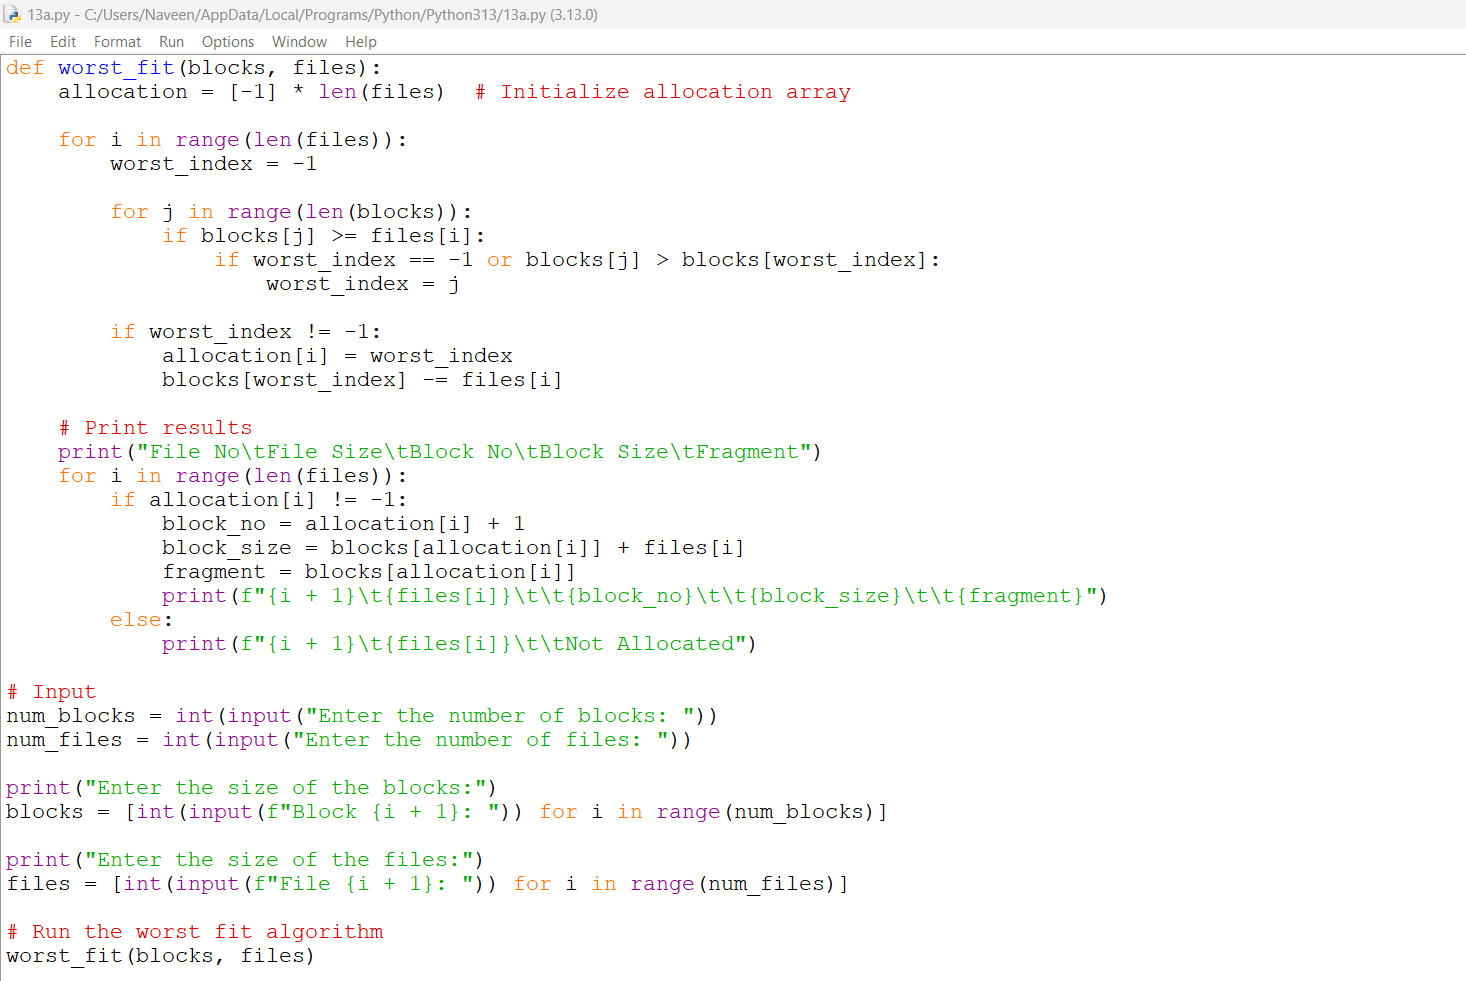 13a.py - C:/Users/Naveen/AppData/Local/Programs/Python/Python313/13a.py (3.13.0)
File Edit Format Run Options Window Help
def worst_fit(blocks, files):
    allocation = [-1] * len(files)  # Initialize allocation array

    for i in range(len(files)):
        worst_index = -1

        for j in range(len(blocks)):
            if blocks[j] >= files[i]:
                if worst_index == -1 or blocks[j] > blocks[worst_index]:
                    worst_index = j

        if worst_index != -1:
            allocation[i] = worst_index
            blocks[worst_index] -= files[i]

    # Print results
    print("File No\tFile Size\tBlock No\tBlock Size\tFragment")
    for i in range(len(files)):
        if allocation[i] != -1:
            block_no = allocation[i] + 1
            block_size = blocks[allocation[i]] + files[i]
            fragment = blocks[allocation[i]]
            print(f"{i + 1}\t{files[i]}\t\t{block_no}\t\t{block_size}\t\t{fragment}")
        else:
            print(f"{i + 1}\t{files[i]}\t\tNot Allocated")

# Input
num_blocks = int(input("Enter the number of blocks: "))
num_files = int(input("Enter the number of files: "))

print("Enter the size of the blocks:")
blocks = [int(input(f"Block {i + 1}: ")) for i in range(num_blocks)]

print("Enter the size of the files:")
files = [int(input(f"File {i + 1}: ")) for i in range(num_files)]

# Run the worst fit algorithm
worst_fit(blocks, files)